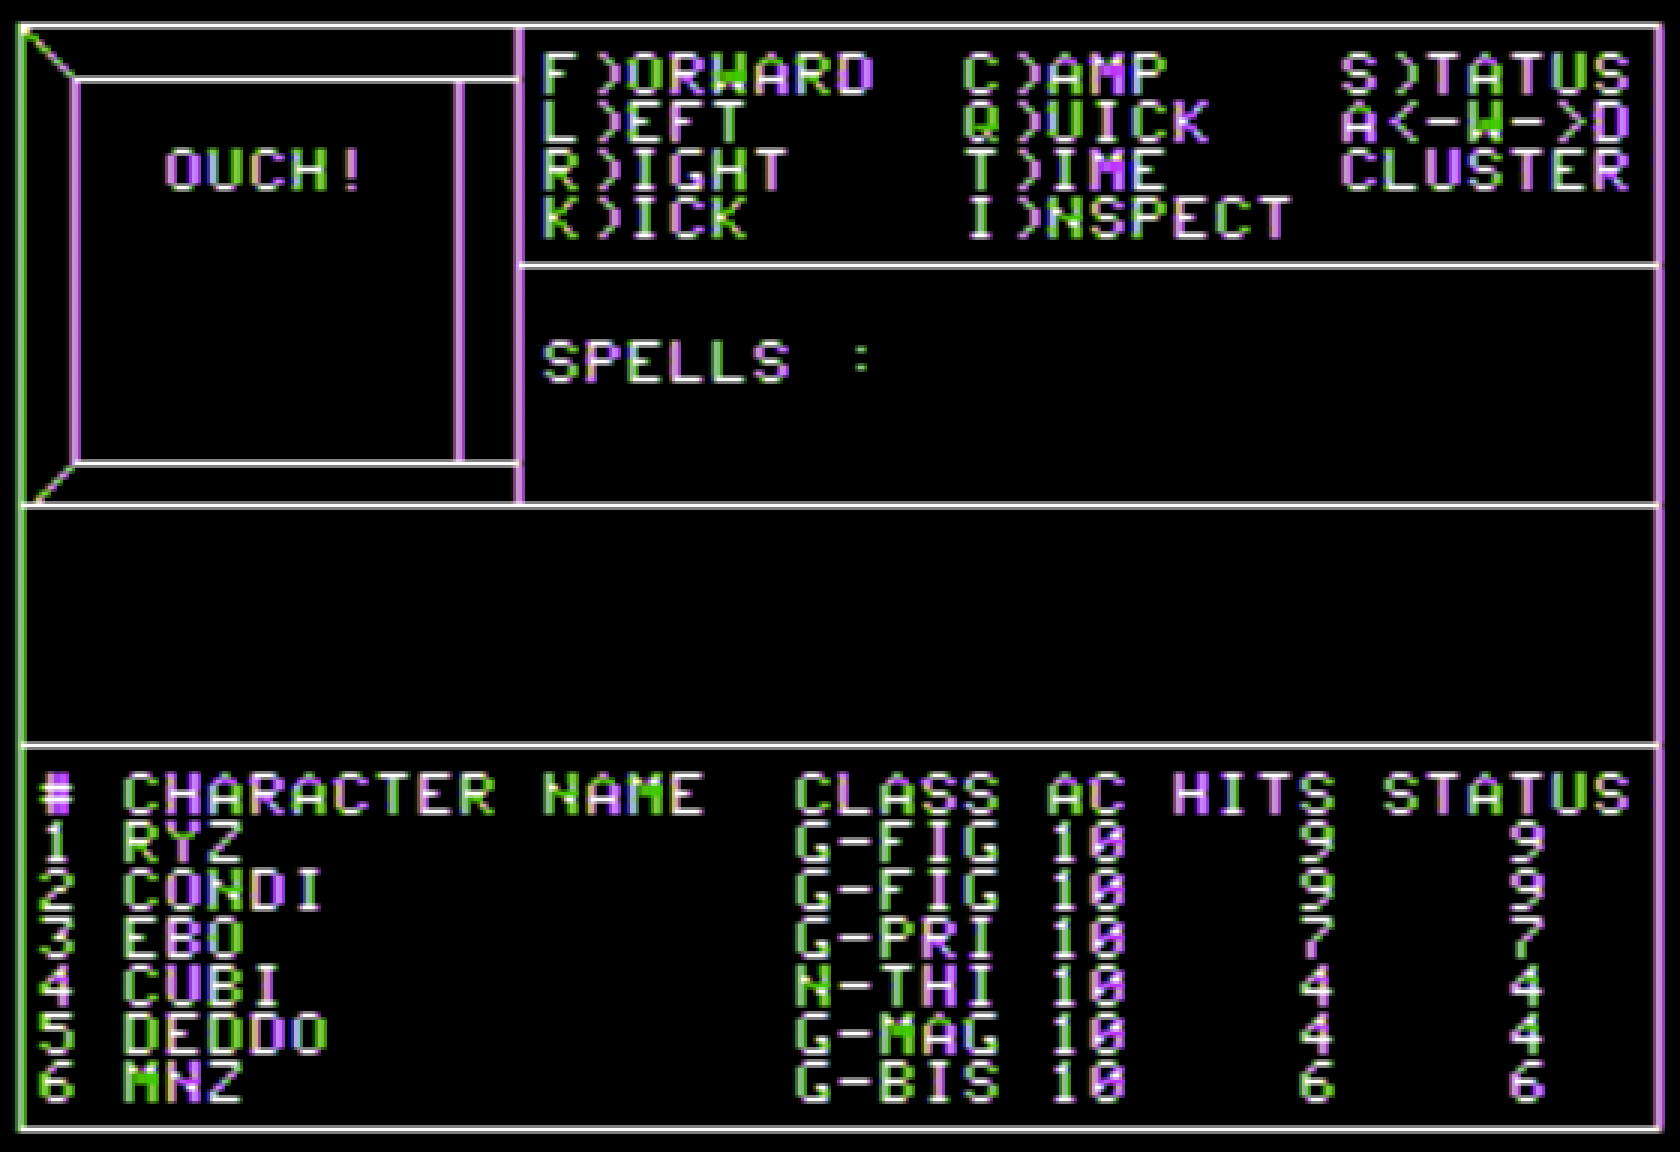 OUCH!
F)ORWARD C)AMP S)TATUS
L)EFT Q)UICK A<-W->D
R)IGHT T)IME CLUSTER
K)ICK I)NSPECT
SPELLS :
# CHARACTER NAME CLASS AC HITS STATUS
1 RYZ G-FIG 10 9 9
2 CONDI G-FIG 10 9 9
3 EBO G-PRI 10 7 7
4 CUBI N-THI 10 4 4
5 DEDDO G-MAG 10 4 4
6 MNZ G-BIS 10 6 6